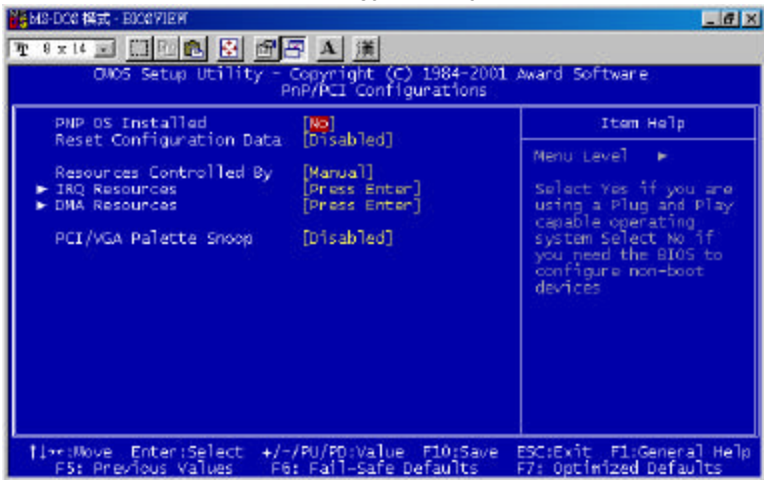 MS-DOS 模式 - BIOSVIEW
8 x 14
A 漢
CMOS Setup Utility - Copyright (C) 1984-2001 Award Software
PnP/PCI Configurations
PNP OS Installed [No]
Reset Configuration Data [Disabled]
Resources Controlled By [Manual]
► IRQ Resources [Press Enter]
► DMA Resources [Press Enter]
PCI/VGA Palette Snoop [Disabled]
Item Help
Menu Level ►
Select Yes if you are
using a Plug and Play
capable operating
system Select No if
you need the BIOS to
configure non-boot
devices
↑↓→←:Move Enter:Select +/-/PU/PD:Value F10:Save ESC:Exit F1:General Help
F5: Previous Values F6: Fail-Safe Defaults F7: Optimized Defaults